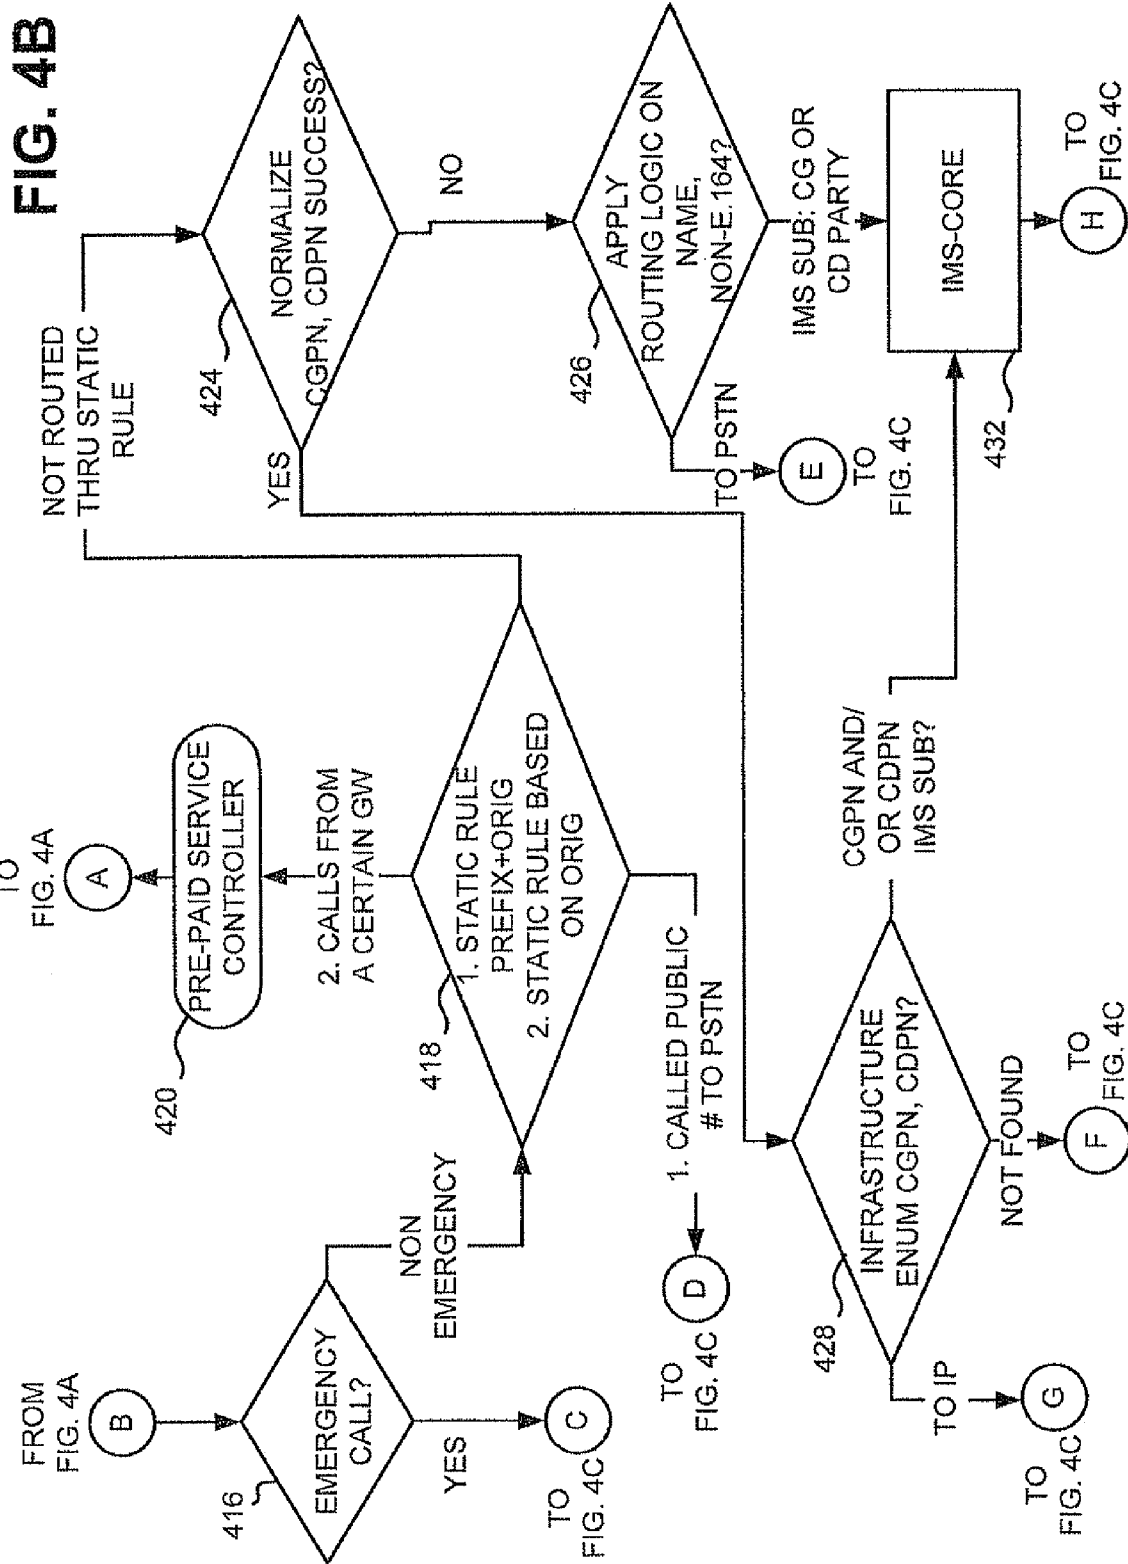 FIG. 4B
FROM
FIG. 4A
B
416
EMERGENCY
CALL?
YES
C
TO
FIG. 4C
NON
EMERGENCY
TO
FIG. 4A
A
420
PRE-PAID SERVICE
CONTROLLER
2. CALLS FROM
A CERTAIN GW
418
1. STATIC RULE
PREFIX+ORIG
2. STATIC RULE BASED
ON ORIG
1. CALLED PUBLIC
# TO PSTN
D
TO
FIG. 4C
NOT ROUTED
THRU STATIC
RULE
424
NORMALIZE
CGPN, CDPN SUCCESS?
YES
NO
426
APPLY
ROUTING LOGIC ON
NAME,
NON-E.164?
TO PSTN
E
TO
FIG. 4C
IMS SUB: CG OR
CD PARTY
428
INFRASTRUCTURE
ENUM CGPN, CDPN?
TO IP
G
TO
FIG. 4C
NOT FOUND
F
TO
FIG. 4C
CGPN AND/
OR CDPN
IMS SUB?
IMS-CORE
432
H
TO
FIG. 4C